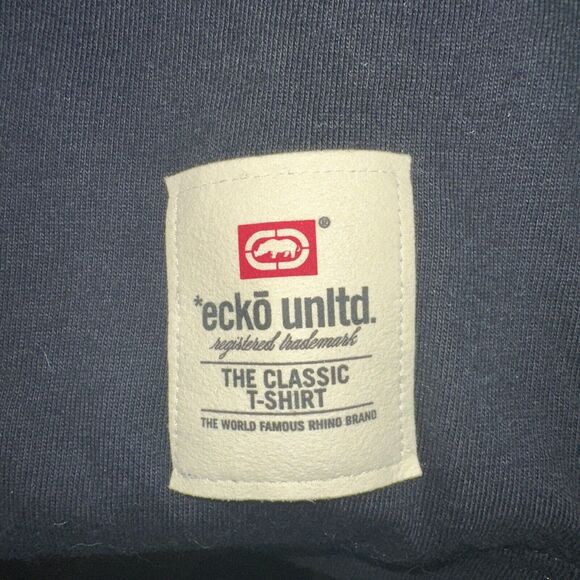 ®
*eckō unltd.
registered trademark
THE CLASSIC
T-SHIRT
THE WORLD FAMOUS RHINO BRAND